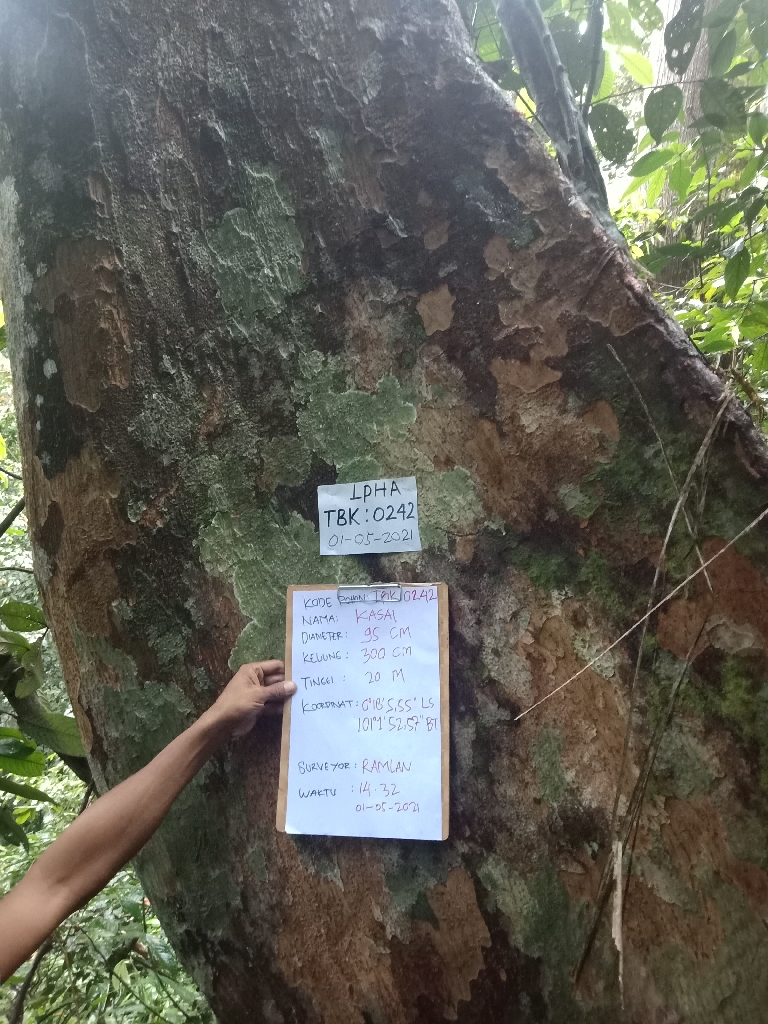 LPHA
TBK : 0242
01-05-2021
KODE POHON : TBK 0242
NAMA : KASAI
DIAMETER : 95 CM
KELILING : 300 CM
TINGGI : 20 M
KOORDINAT : 0°18'5,55" LS
101°1'52,57" BT
SURVEYOR : RAMLAN
WAKTU : 14.32
01-05-2021